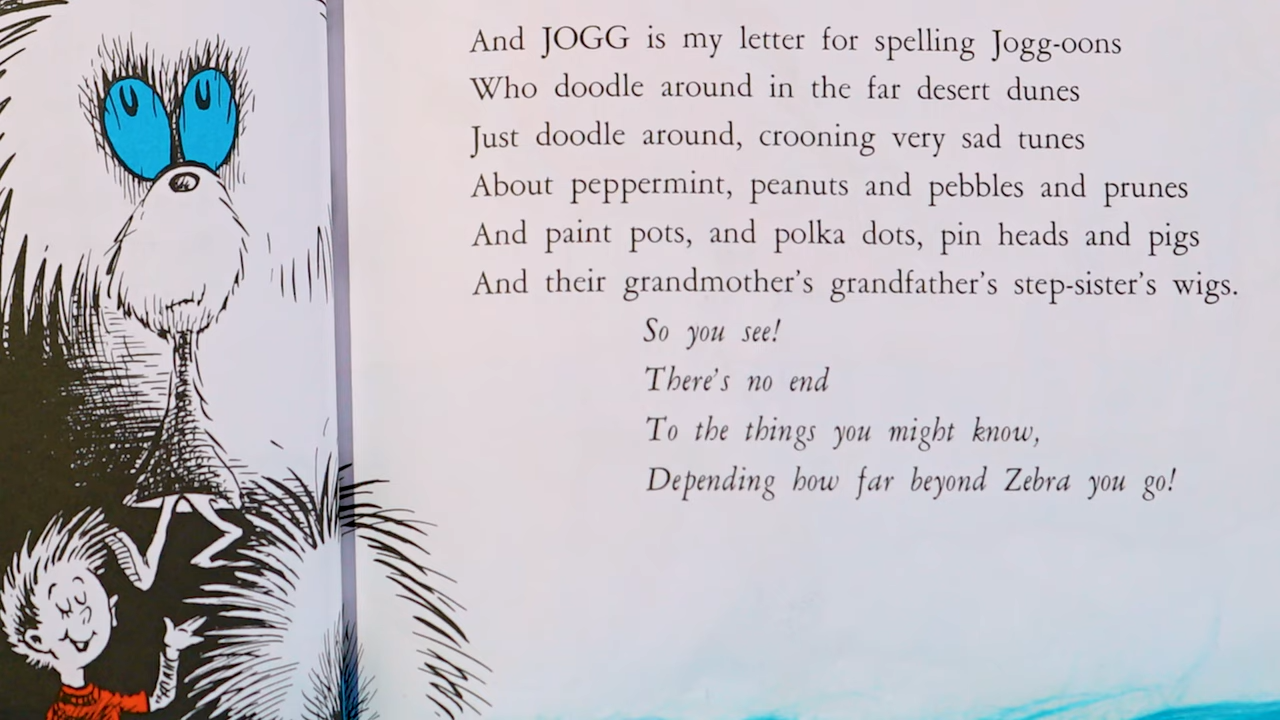 And JOGG is my letter for spelling Jogg-oons
Who doodle around in the far desert dunes
Just doodle around, crooning very sad tunes
About peppermint, peanuts and pebbles and prunes
And paint pots, and polka dots, pin heads and pigs
And their grandmother's grandfather's step-sister's wigs.
So you see!
There's no end
To the things you might know,
Depending how far beyond Zebra you go!